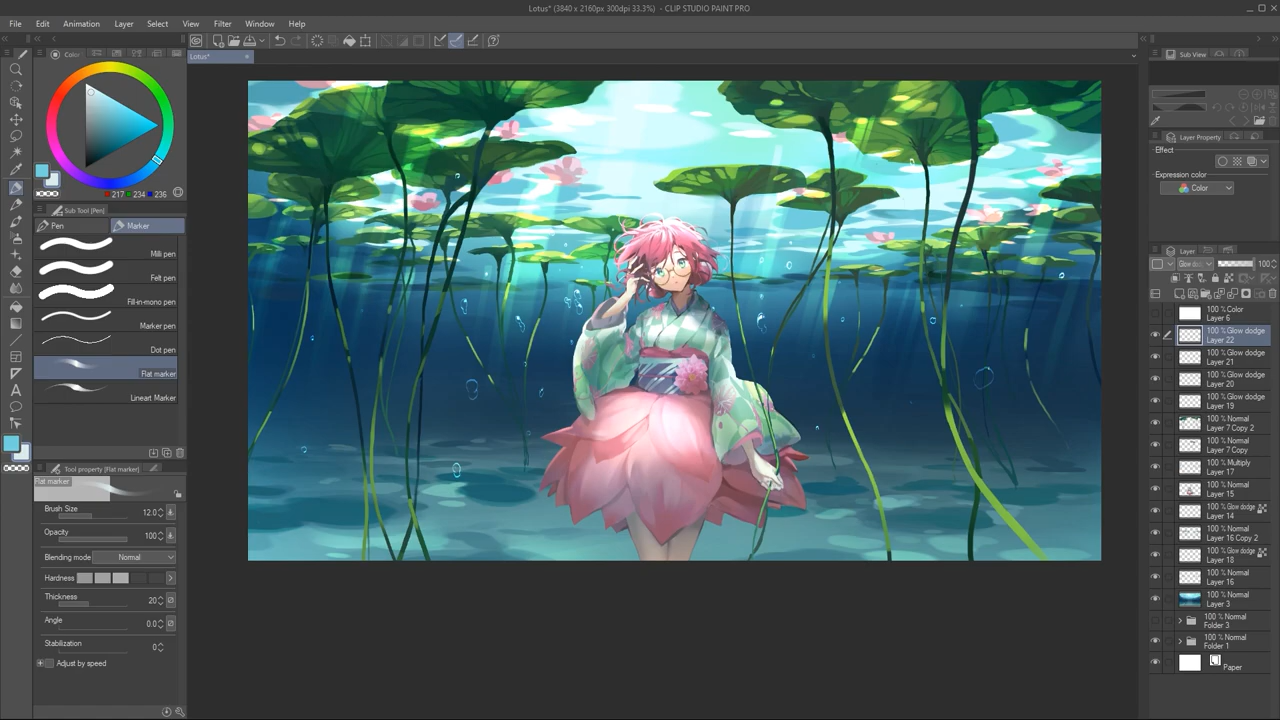 Lotus* (3840 x 2160px 300dpi 33.3%) - CLIP STUDIO PAINT PRO
File Edit Animation Layer Select View Filter Window Help
Lotus*
Color
217 234 236
Sub Tool [Pen]
Pen Marker
Milli pen
Felt pen
Fill-in-mono pen
Marker pen
Dot pen
Flat marker
Lineart Marker
Tool property [Flat marker]
Flat marker
Brush Size 12.0
Opacity 100
Blending mode Normal
Hardness
Thickness 20
Angle 0.0
Stabilization 0
Adjust by speed
Sub View
Layer Property
Effect
Expression color
Color
Layer
Glow dodge 100
100 % Color
Layer 6
100 % Glow dodge
Layer 22
100 % Glow dodge
Layer 21
100 % Glow dodge
Layer 20
100 % Glow dodge
Layer 19
100 % Normal
Layer 7 Copy 2
100 % Normal
Layer 7 Copy
100 % Multiply
Layer 17
100 % Normal
Layer 15
100 % Glow dodge
Layer 14
100 % Normal
Layer 16 Copy 2
100 % Glow dodge
Layer 18
100 % Normal
Layer 16
100 % Normal
Layer 3
100 % Normal
Folder 3
100 % Normal
Folder 1
Paper